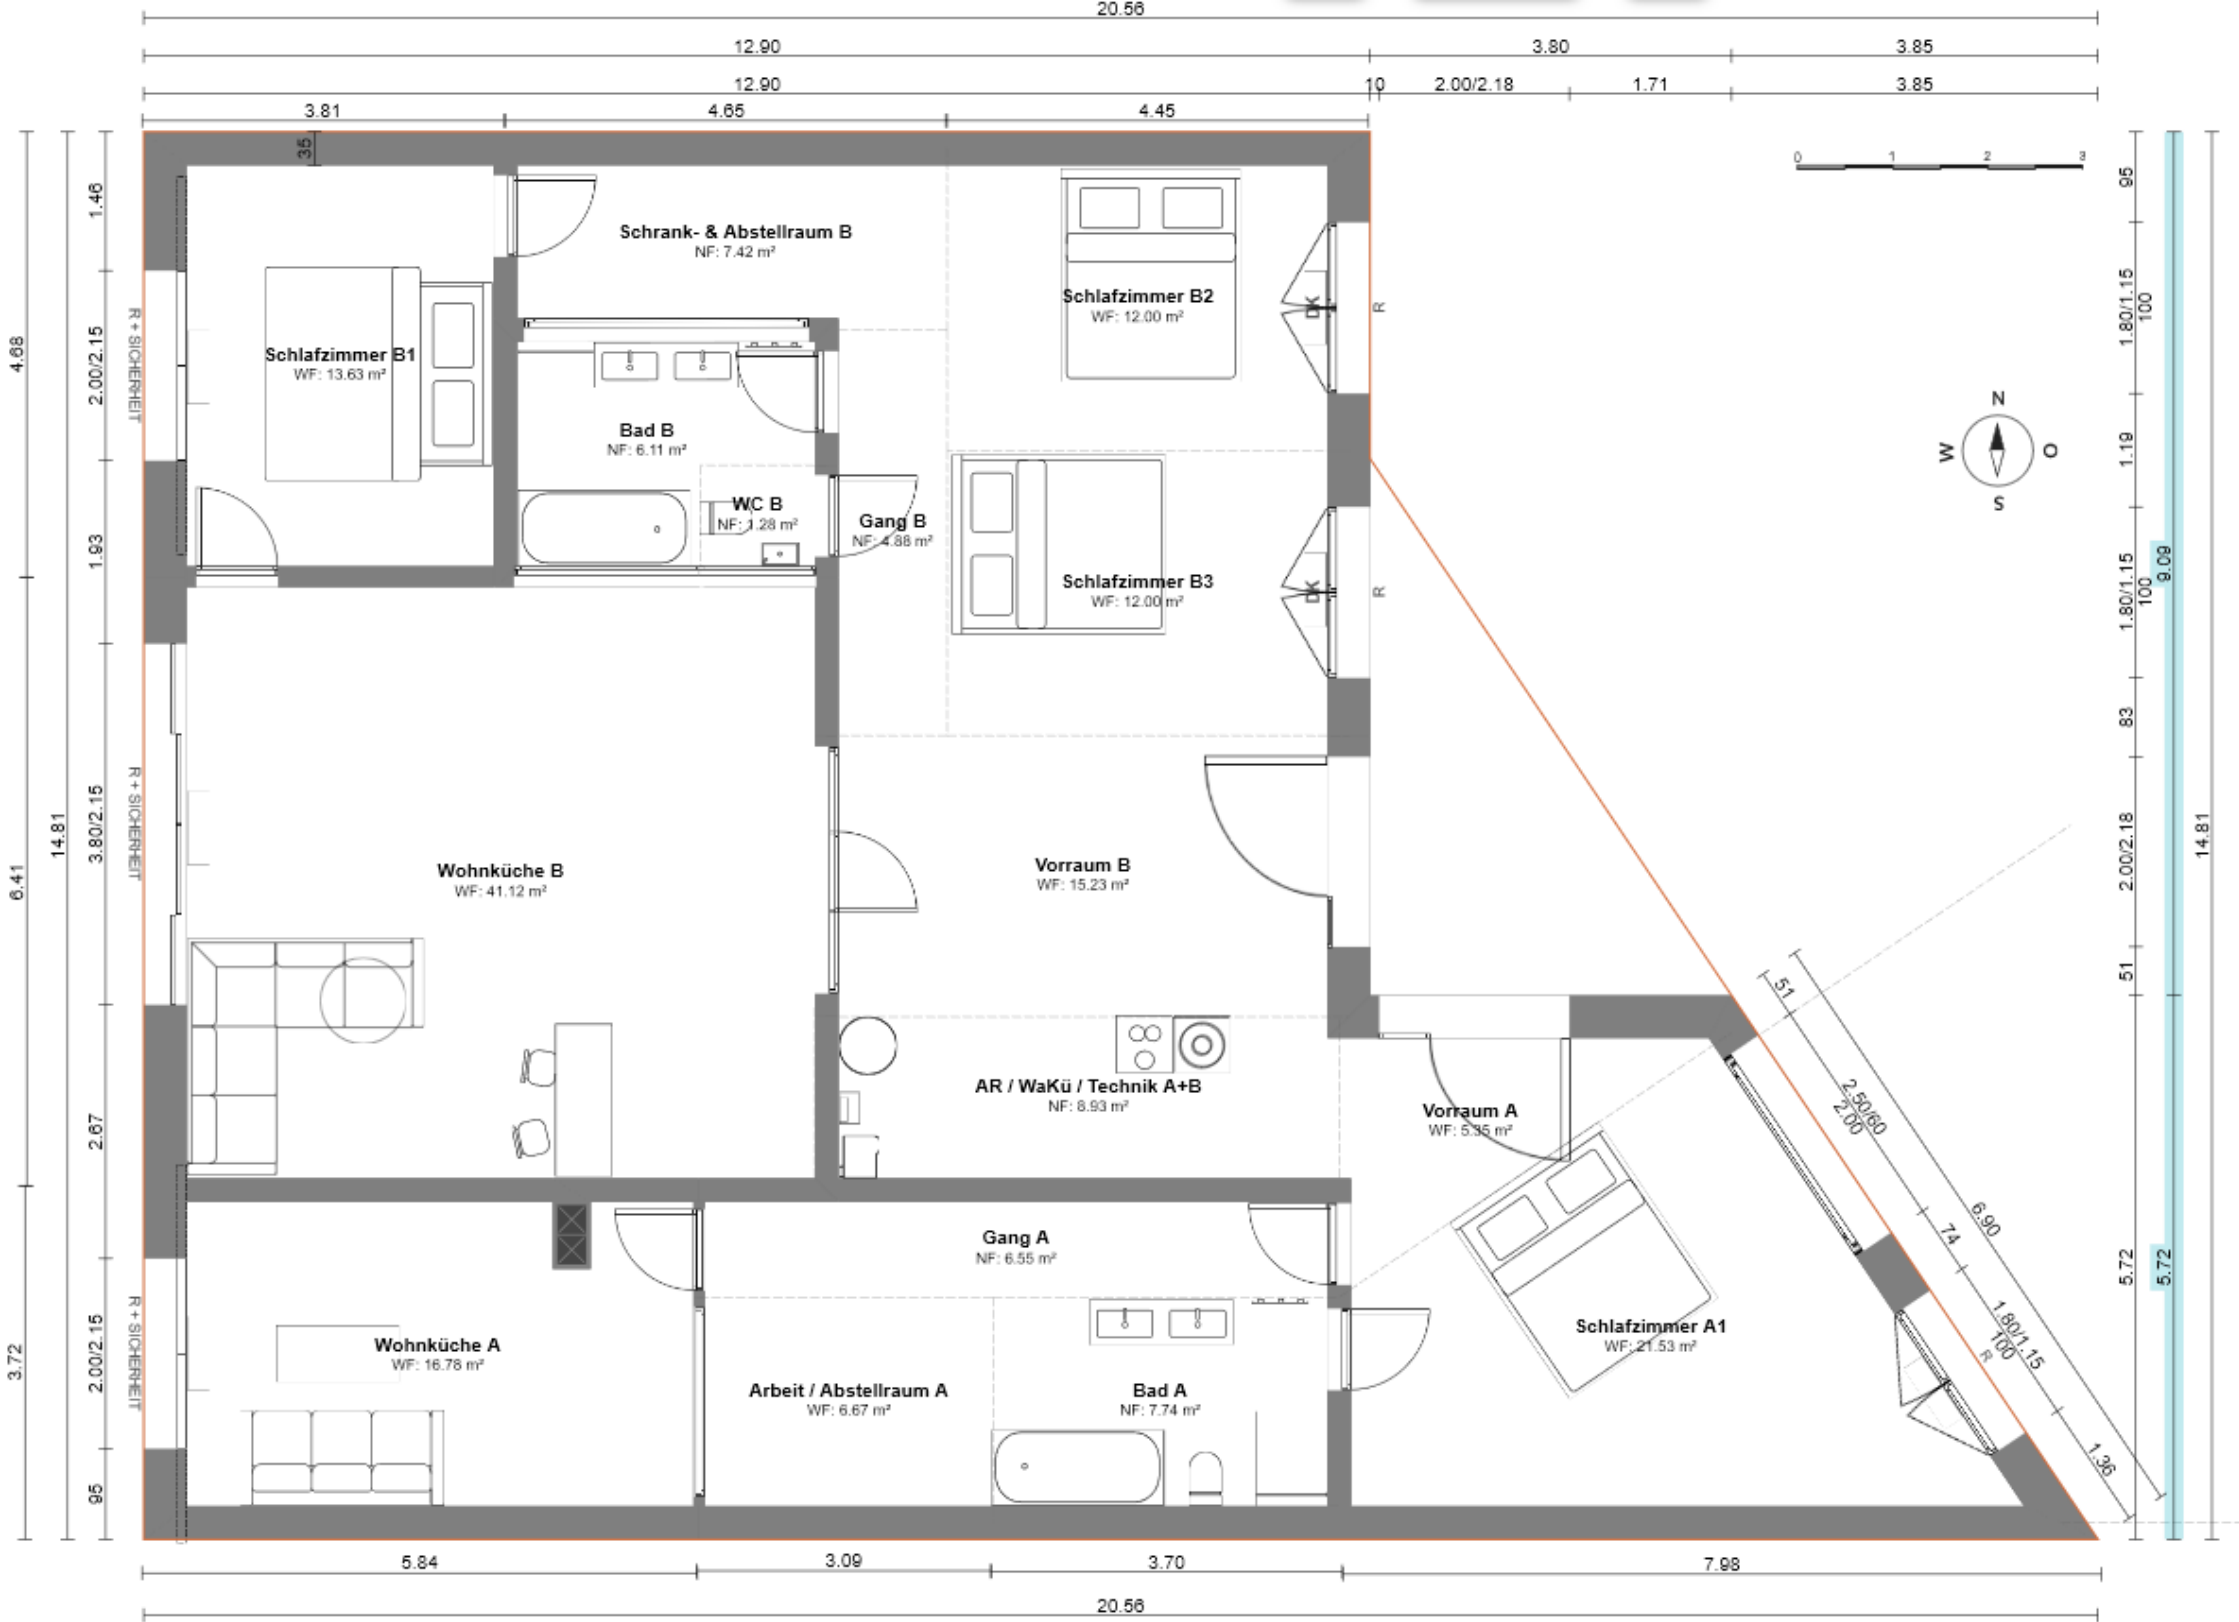 20.56
12.90
3.80
3.85
12.90
10
2.00/2.18
1.71
3.85
3.81
4.65
4.45
35
0
1
2
3
Schrank- & Abstellraum B
NF: 7.42 m²
Schlafzimmer B2
WF: 12.00 m²
DK
R
Schlafzimmer B1
WF: 13.63 m²
Bad B
NF: 6.11 m²
WC B
NF: 1.28 m²
Gang B
NF: 4.88 m²
Schlafzimmer B3
WF: 12.00 m²
DK
R
N
W
O
S
Wohnküche B
WF: 41.12 m²
Vorraum B
WF: 15.23 m²
AR / WaKü / Technik A+B
NF: 8.93 m²
Vorraum A
WF: 5.35 m²
Gang A
NF: 6.55 m²
Schlafzimmer A1
WF: 21.53 m²
Wohnküche A
WF: 16.78 m²
Arbeit / Abstellraum A
WF: 6.67 m²
Bad A
NF: 7.74 m²
4.68
6.41
3.72
14.81
1.46
2.00/2.15
1.93
3.80/2.15
2.67
2.00/2.15
95
R + SICHERHEIT
R + SICHERHEIT
R + SICHERHEIT
95
1.80/1.15
100
1.19
1.80/1.15
100
83
2.00/2.18
51
5.72
9.09
5.72
14.81
51
2.50/60
2.00
74
1.80/1.15
100
R
1.36
6.90
5.84
3.09
3.70
7.98
20.56